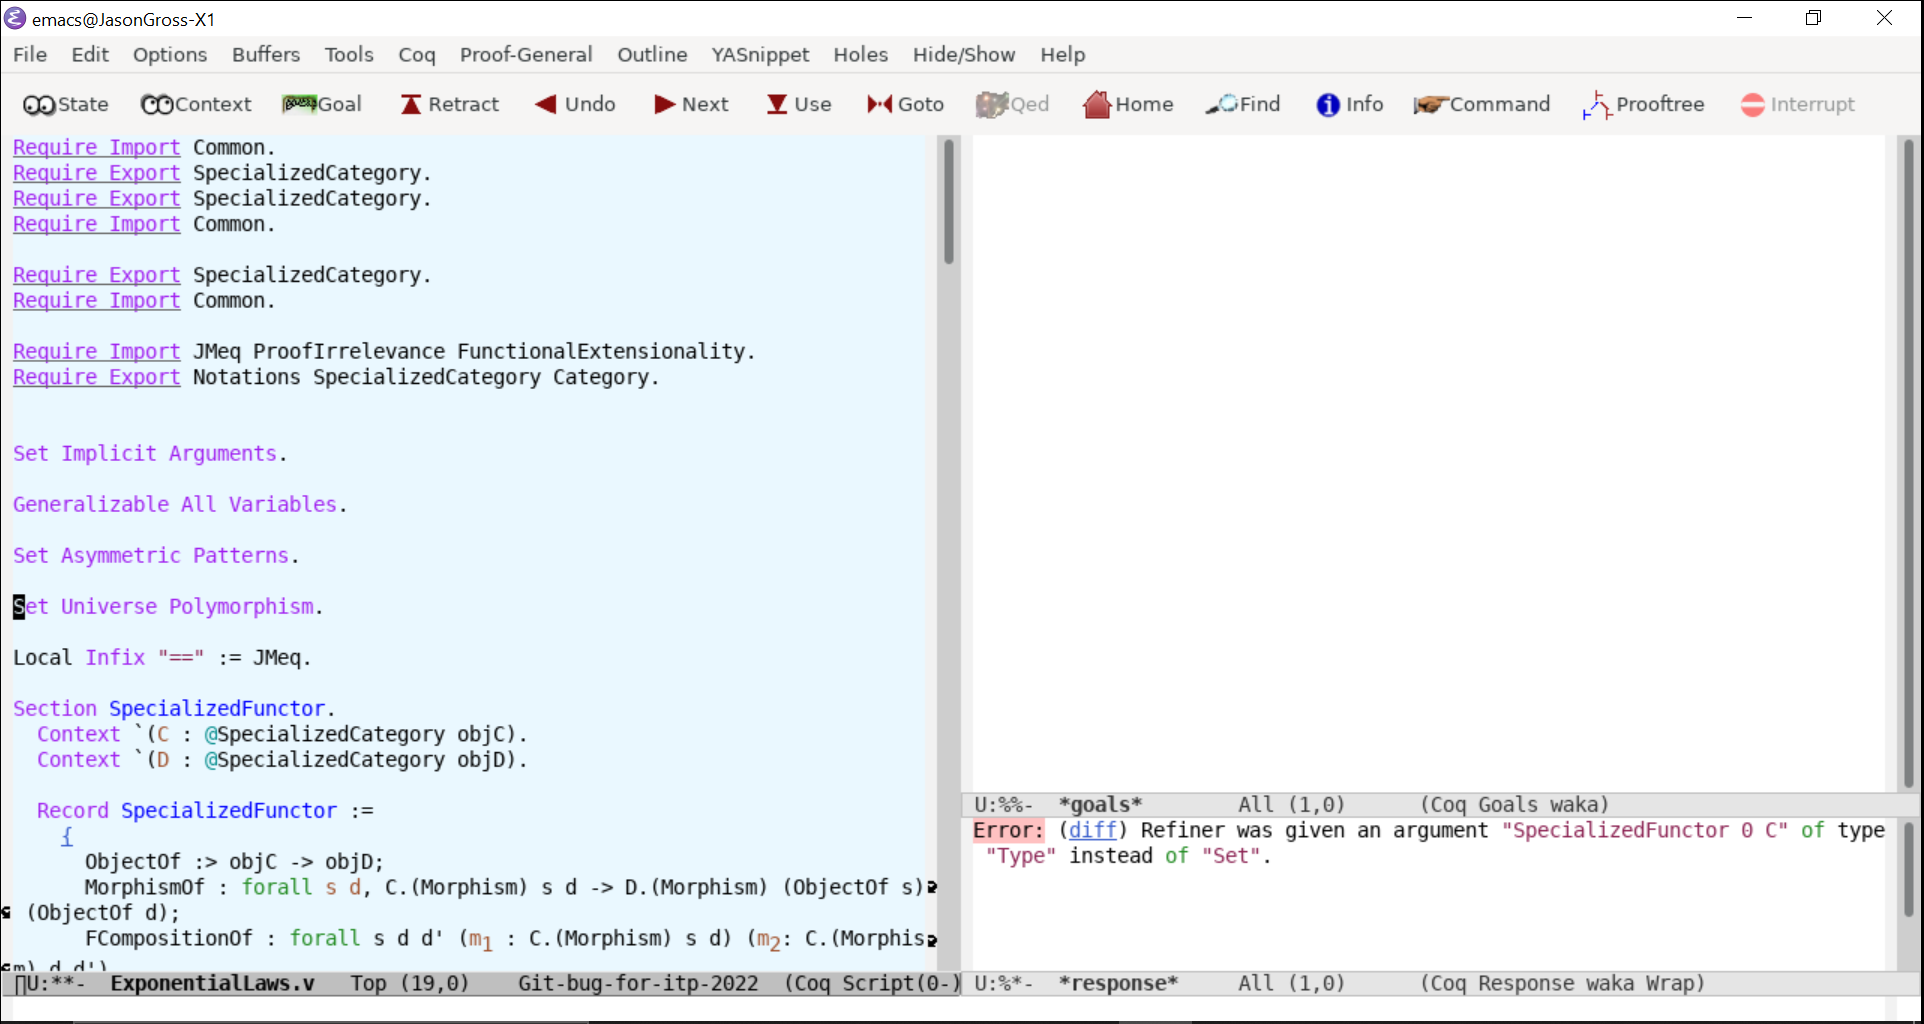 emacs@JasonGross-X1
File Edit Options Buffers Tools Coq Proof-General Outline YASnippet Holes Hide/Show Help
State Context Goal Retract Undo Next Use Goto Qed Home Find Info Command Prooftree Interrupt
Require Import Common.
Require Export SpecializedCategory.
Require Export SpecializedCategory.
Require Import Common.
Require Export SpecializedCategory.
Require Import Common.
Require Import JMeq ProofIrrelevance FunctionalExtensionality.
Require Export Notations SpecializedCategory Category.
Set Implicit Arguments.
Generalizable All Variables.
Set Asymmetric Patterns.
Set Universe Polymorphism.
Local Infix "==" := JMeq.
Section SpecializedFunctor.
Context `(C : @SpecializedCategory objC).
Context `(D : @SpecializedCategory objD).
Record SpecializedFunctor :=
{
ObjectOf :> objC -> objD;
MorphismOf : forall s d, C.(Morphism) s d -> D.(Morphism) (ObjectOf s)
(ObjectOf d);
FCompositionOf : forall s d d' (m1 : C.(Morphism) s d) (m2: C.(Morphis
m) d d')
U:**- ExponentialLaws.v Top (19,0) Git-bug-for-itp-2022 (Coq Script(0-)
U:%%- *goals* All (1,0) (Coq Goals waka)
Error: (diff) Refiner was given an argument "SpecializedFunctor 0 C" of type
"Type" instead of "Set".
U:%*- *response* All (1,0) (Coq Response waka Wrap)